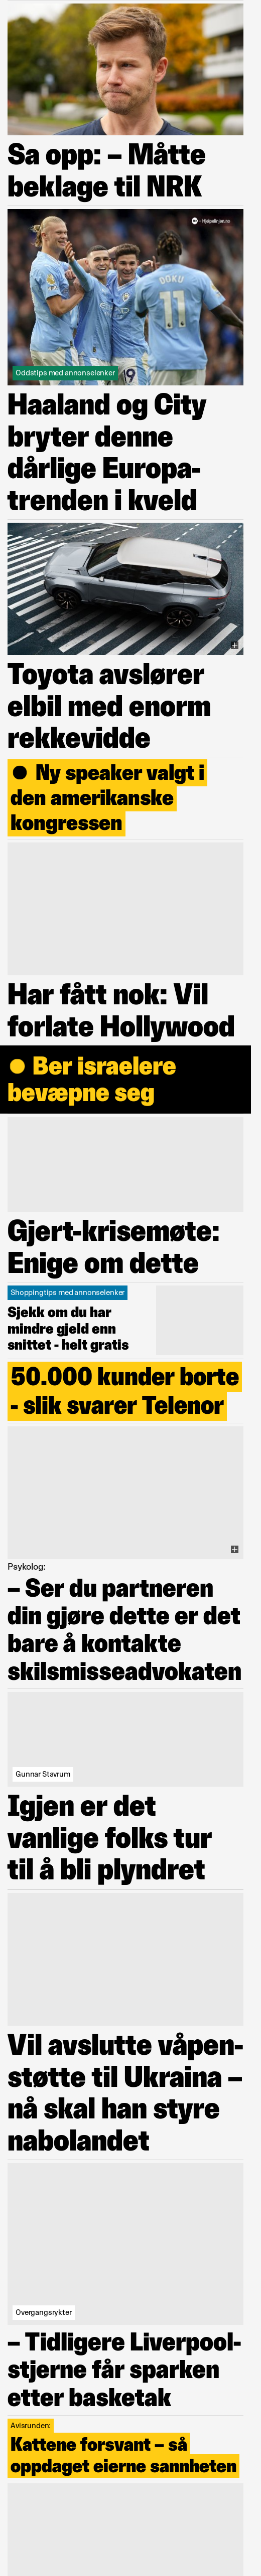 Sa opp: – Måtte
beklage til NRK
Hjelpelinjen.no
DOKU
11
19
Oddstips med annonselenker
Haaland og City
bryter denne
dårlige Europa-
trenden i kveld
Toyota avslører
elbil med enorm
rekkevidde
Ny speaker valgt i
den amerikanske
kongressen
Har fått nok: Vil
forlate Hollywood
Ber israelere
bevæpne seg
Gjert-krisemøte:
Enige om dette
Shoppingtips med annonselenker
Sjekk om du har
mindre gjeld enn
snittet - helt gratis
50.000 kunder borte
- slik svarer Telenor
Psykolog:
– Ser du partneren
din gjøre dette er det
bare å kontakte
skilsmisseadvokaten
Gunnar Stavrum
Igjen er det
vanlige folks tur
til å bli plyndret
Vil avslutte våpen-
støtte til Ukraina –
nå skal han styre
nabolandet
Overgangsrykter
– Tidligere Liverpool-
stjerne får sparken
etter basketak
Avisrunden:
Kattene forsvant – så
oppdaget eierne sannheten